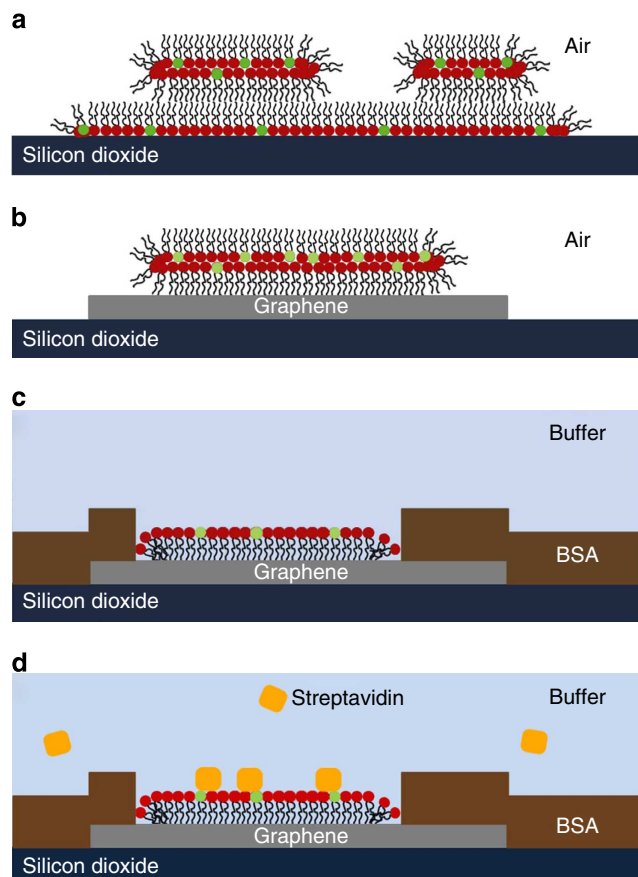 a
Air
Silicon dioxide
b
Air
Graphene
Silicon dioxide
c
Buffer
BSA
Graphene
Silicon dioxide
d
Streptavidin
Buffer
BSA
Graphene
Silicon dioxide